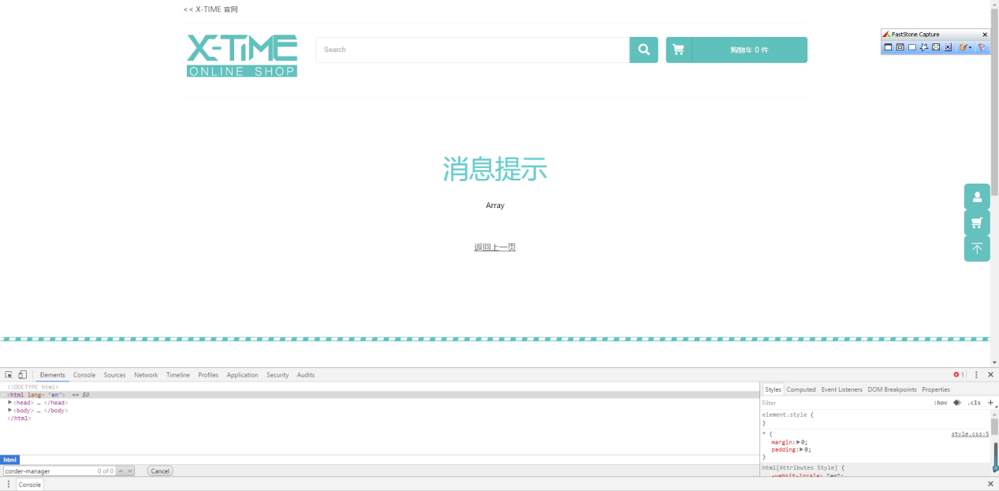 << X-TIME 官网
X-TiME
ONLINE SHOP
Search
购物车 0 件
FastStone Capture
消息提示
Array
返回上一页
Elements Console Sources Network Timeline Profiles Application Security Audits
1
<!DOCTYPE html>
<html lang= "en"> == $0
<head> … </head>
<body> … </body>
</html>
html
corder-manager 0 of 0 Cancel
Console
Styles Computed Event Listeners DOM Breakpoints Properties
Filter :hov .cls +
element.style {
}
* { style.css:5
margin: 0;
padding: 0;
}
html[Attributes Style] {
-webkit-locale: "en";